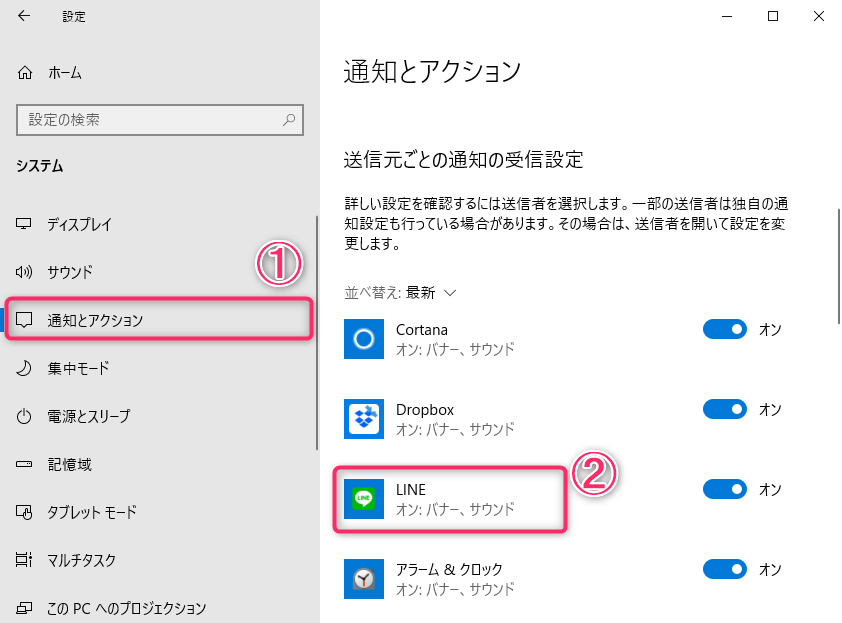 設定
ホーム
設定の検索
システム
ディスプレイ
サウンド
①
通知とアクション
集中モード
電源とスリープ
記憶域
タブレット モード
マルチタスク
この PC へのプロジェクション
通知とアクション
送信元ごとの通知の受信設定
詳しい設定を確認するには送信者を選択します。一部の送信者は独自の通
知設定も行っている場合があります。その場合は、送信者を開いて設定を変
更します。
並べ替え: 最新
Cortana
オン: バナー、サウンド
オン
Dropbox
オン: バナー、サウンド
オン
②
LINE
LINE
オン: バナー、サウンド
オン
アラーム & クロック
オン: バナー、サウンド
オン